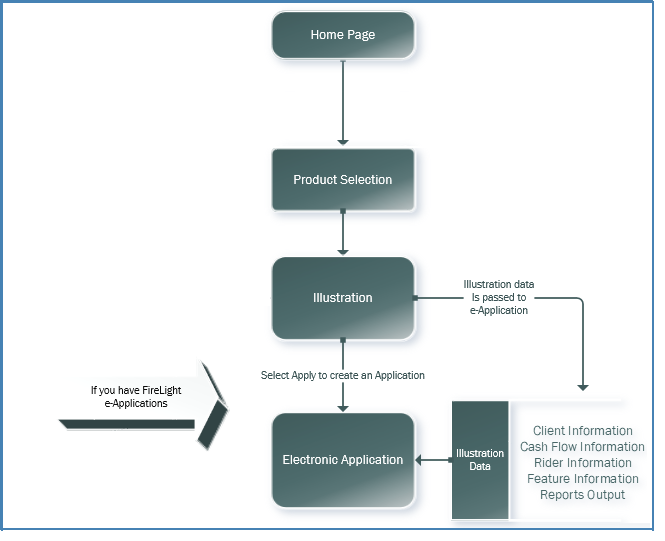 Home Page
Product Selection
Illustration
Illustration data
Is passed to
e-Application
Select Apply to create an Application
If you have FireLight
e-Applications
Electronic Application
Illustration
Data
Client Information
Cash Flow Information
Rider Information
Feature Information
Reports Output